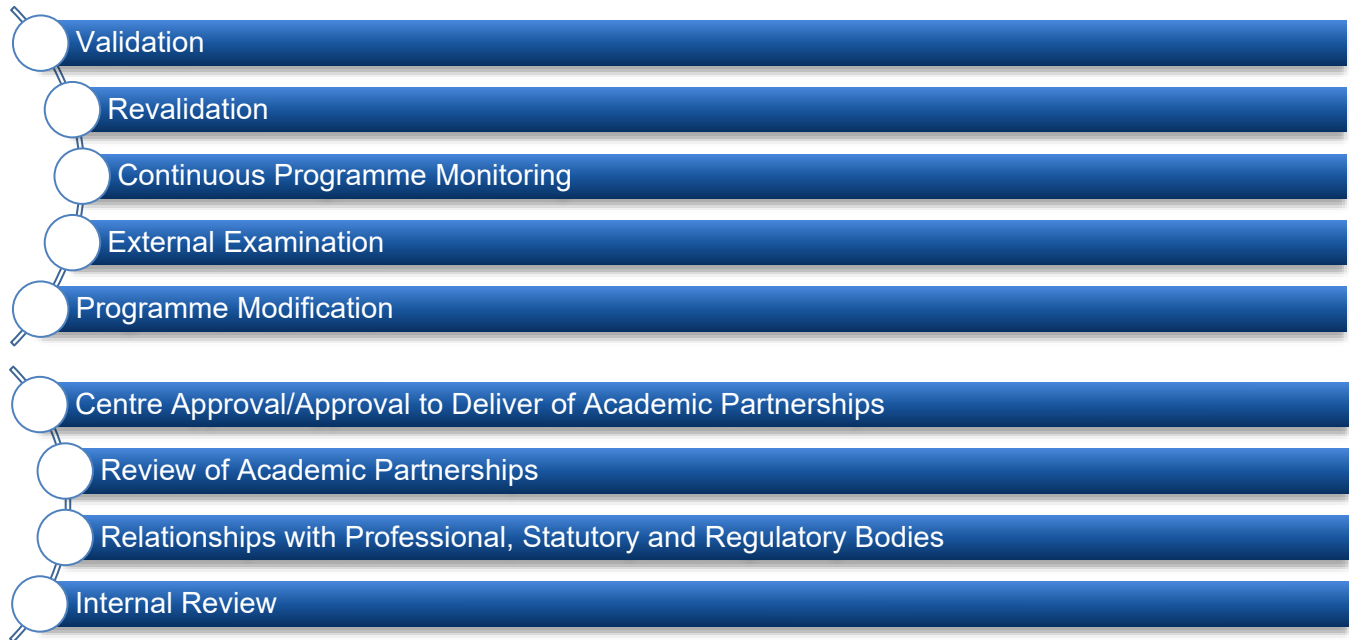 Validation
Revalidation
Continuous Programme Monitoring
External Examination
Programme Modification
Centre Approval/Approval to Deliver of Academic Partnerships
Review of Academic Partnerships
Relationships with Professional, Statutory and Regulatory Bodies
Internal Review